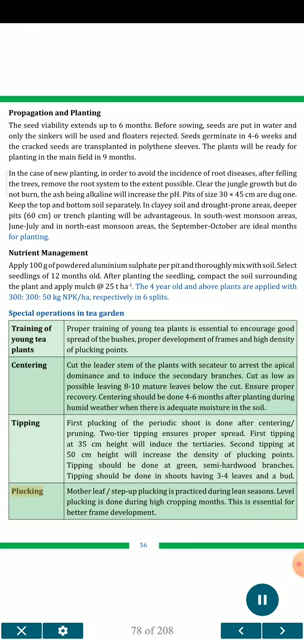 Propagation and Planting
The seed viability extends up to 6 months. Before sowing, seeds are put in water and
only the sinkers will be used and floaters rejected. Seeds germinate in 4-6 weeks and
the cracked seeds are transplanted in polythene sleeves. The plants will be ready for
planting in the main field in 9 months.
In the case of new planting, in order to avoid the incidence of root diseases, after felling
the trees, remove the root system to the extent possible. Clear the jungle growth but do
not burn, the ash being alkaline will increase the pH. Pits of size 30 × 45 cm are dug one.
Keep the top and bottom soil separately. In clayey soil and drought-prone areas, deeper
pits (60 cm) or trench planting will be advantageous. In south-west monsoon areas,
June-July and in north-east monsoon areas, the September-October are ideal months
for planting.
Nutrient Management
Apply 100 g of powdered aluminium sulphate per pit and thoroughly mix with soil. Select
seedlings of 12 months old. After planting the seedling, compact the soil surrounding
the plant and apply mulch @ 25 t ha⁻¹. The 4 year old and above plants are applied with
300: 300: 50 kg NPK/ha, respectively in 6 splits.
Special operations in tea garden
Training of young tea plants
Proper training of young tea plants is essential to encourage good
spread of the bushes, proper development of frames and high density
of plucking points.
Centering
Cut the leader stem of the plants with secateur to arrest the apical
dominance and to induce the secondary branches. Cut as low as
possible leaving 8-10 mature leaves below the cut. Ensure proper
recovery. Centering should be done 4-6 months after planting during
humid weather when there is adequate moisture in the soil.
Tipping
First plucking of the periodic shoot is done after centering/
pruning. Two-tier tipping ensures proper spread. First tipping
at 35 cm height will induce the tertiaries. Second tipping at
50 cm height will increase the density of plucking points.
Tipping should be done at green, semi-hardwood branches.
Tipping should be done in shoots having 3-4 leaves and a bud.
Plucking
Mother leaf / step-up plucking is practiced during lean seasons. Level
plucking is done during high cropping months. This is essential for
better frame development.
56
78 of 208